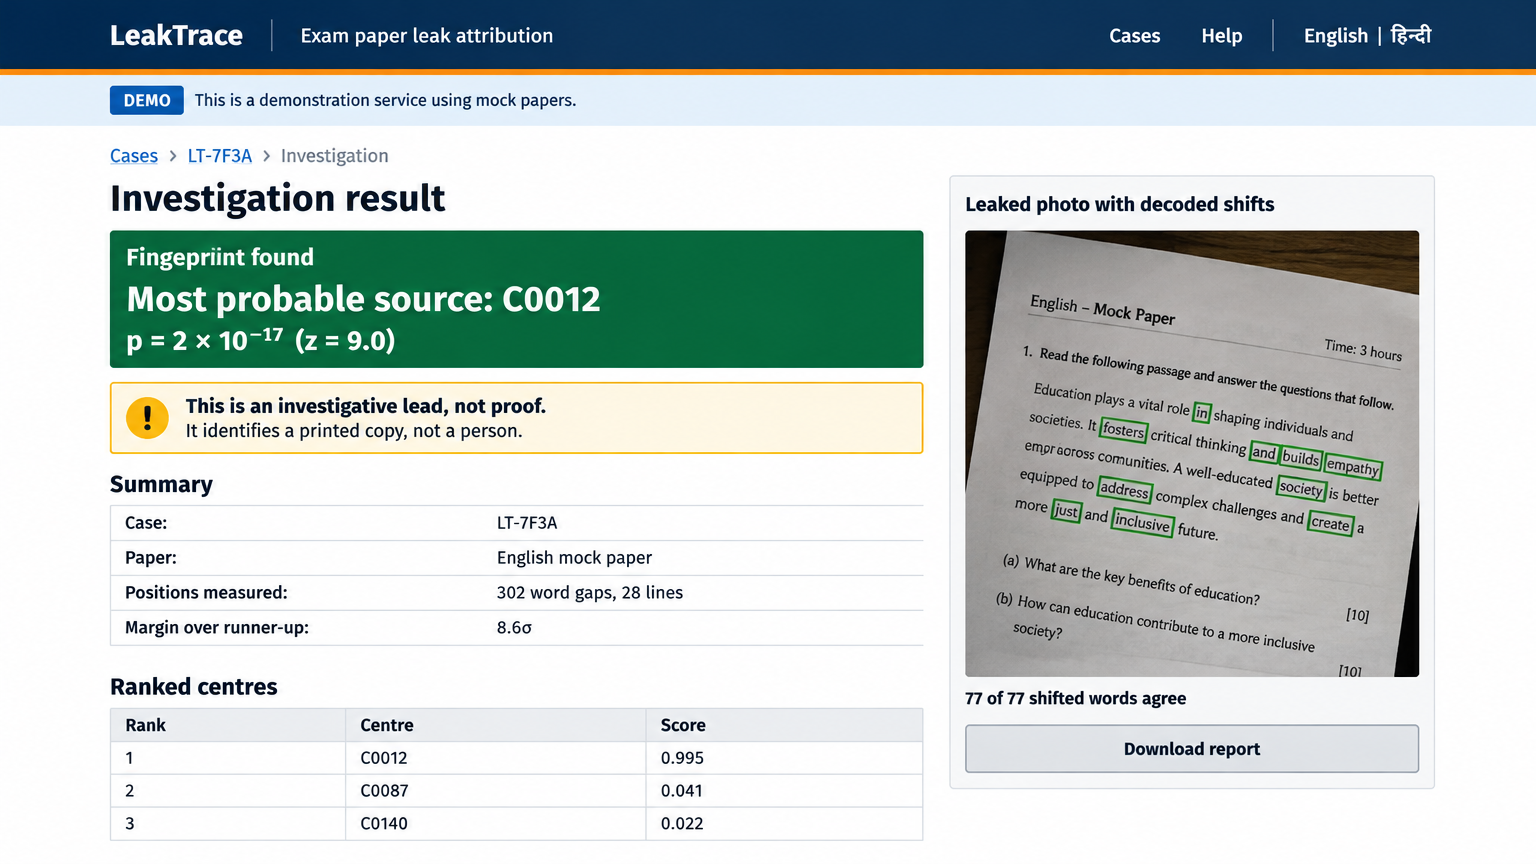 LeakTrace
Exam paper leak attribution
Cases
Help
English | हिन्दी
DEMO
This is a demonstration service using mock papers.
Cases > LT-7F3A > Investigation
Investigation result
Fingepriint found
Most probable source: C0012
p = 2 × 10⁻¹⁷ (z = 9.0)
This is an investigative lead, not proof.
It identifies a printed copy, not a person.
Summary
Case: LT-7F3A
Paper: English mock paper
Positions measured: 302 word gaps, 28 lines
Margin over runner-up: 8.6σ
Ranked centres
Rank Centre Score
1 C0012 0.995
2 C0087 0.041
3 C0140 0.022
Leaked photo with decoded shifts
English – Mock Paper
Time: 3 hours
1. Read the following passage and answer the questions that follow.
Education plays a vital role in shaping individuals and
societies. It fosters critical thinking and builds empathy
empr across comunities. A well-educated society is better
equipped to address complex challenges and create a
more just and inclusive future.
(a) What are the key benefits of education?
[10]
(b) How can education contribute to a more inclusive
society?
[10]
77 of 77 shifted words agree
Download report